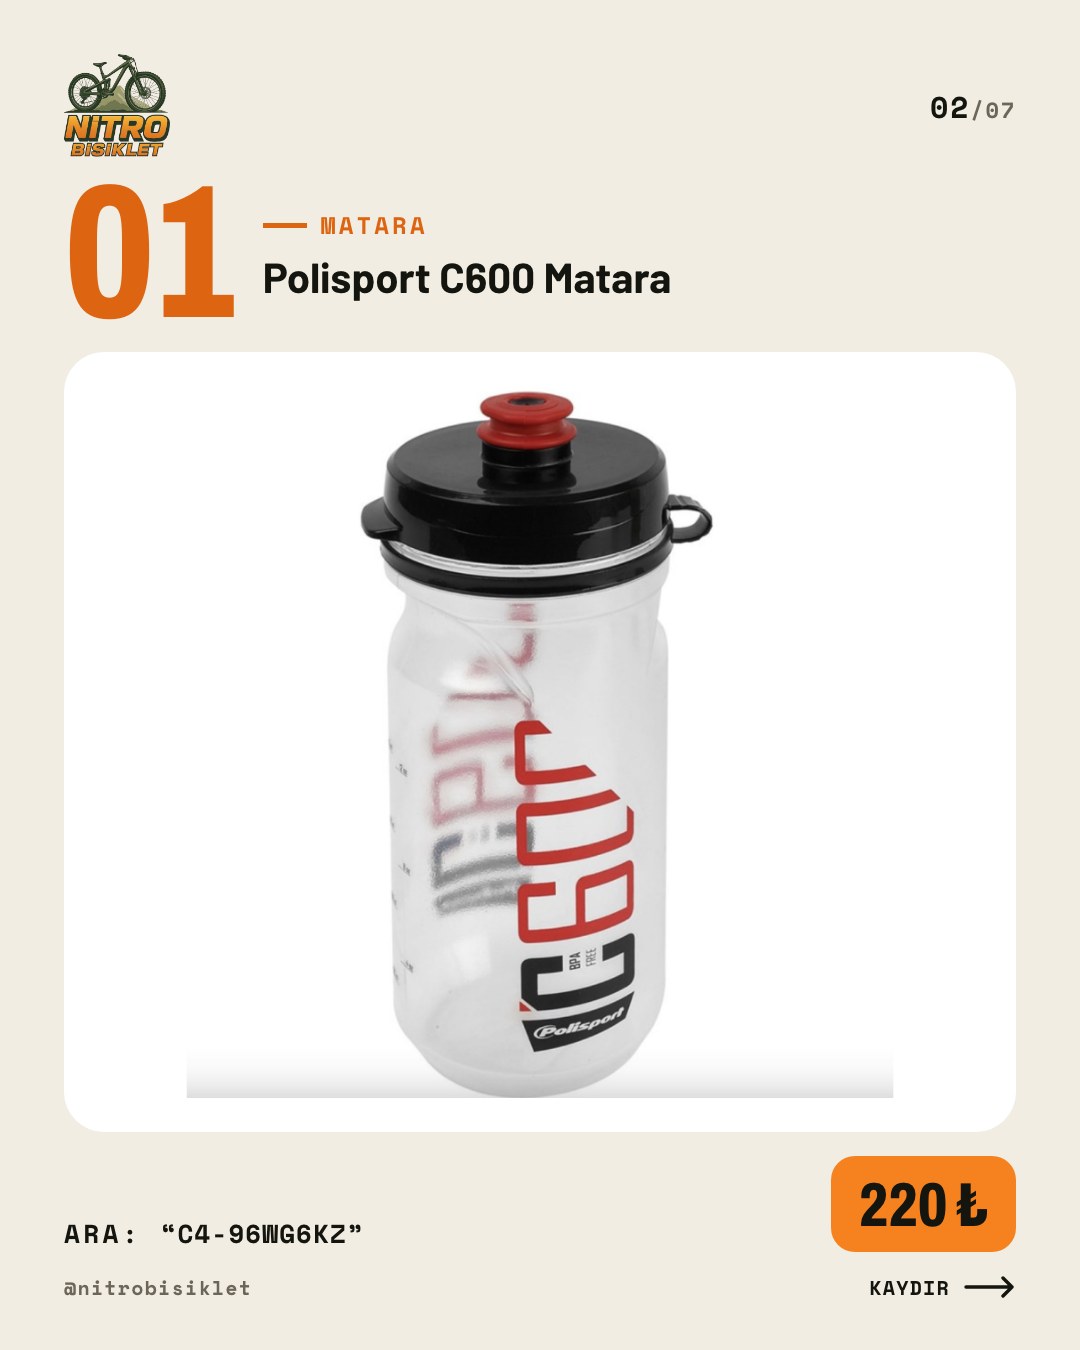 NiTRO
BiSiKLET
02/07
01
MATARA
Polisport C600 Matara
C600
BPA
FREE
Polisport
ARA: “C4-96WG6KZ”
220 ₺
@nitrobisiklet
KAYDIR